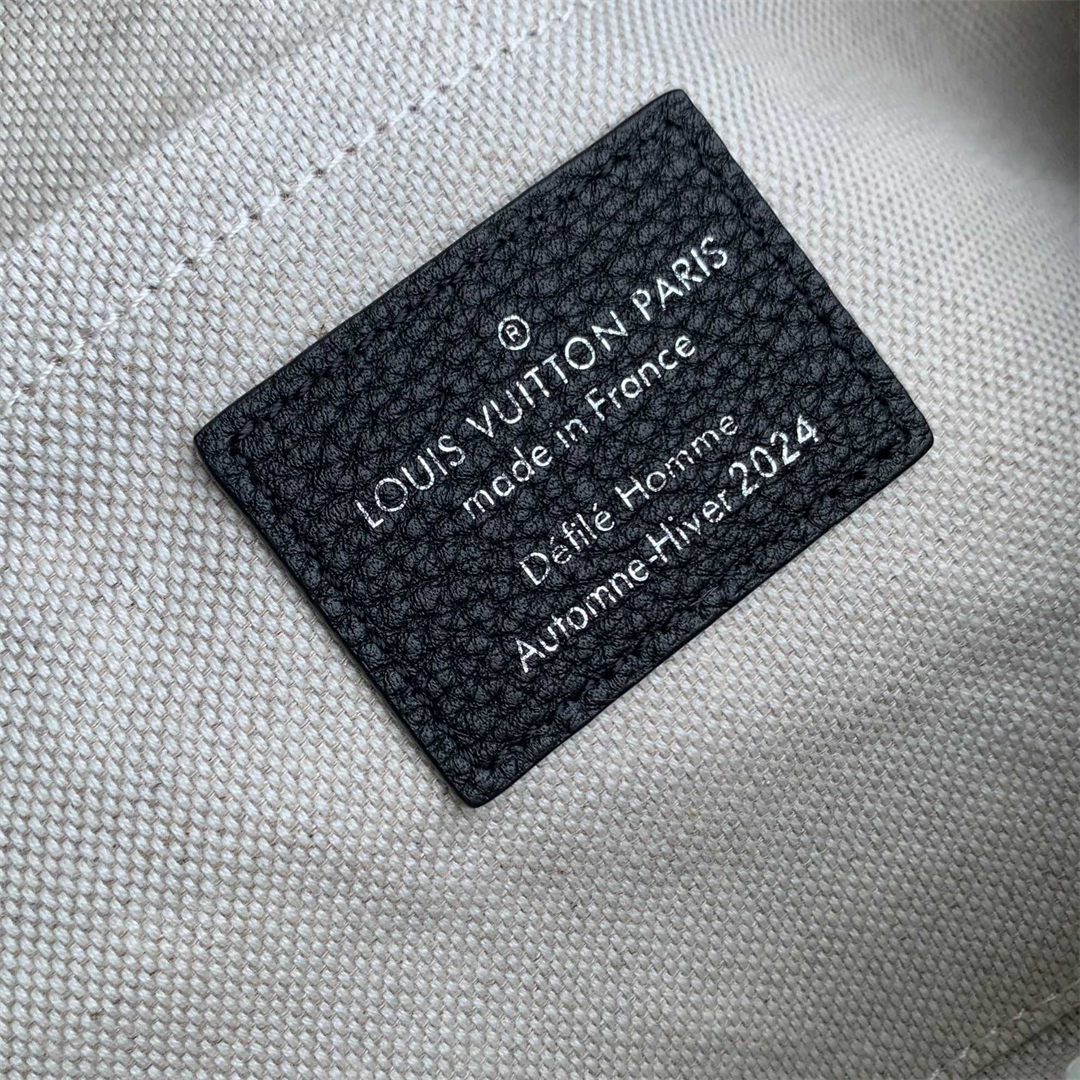 ®
LOUIS VUITTON PARIS
made in France
Défilé Homme
Automne-Hiver 2024